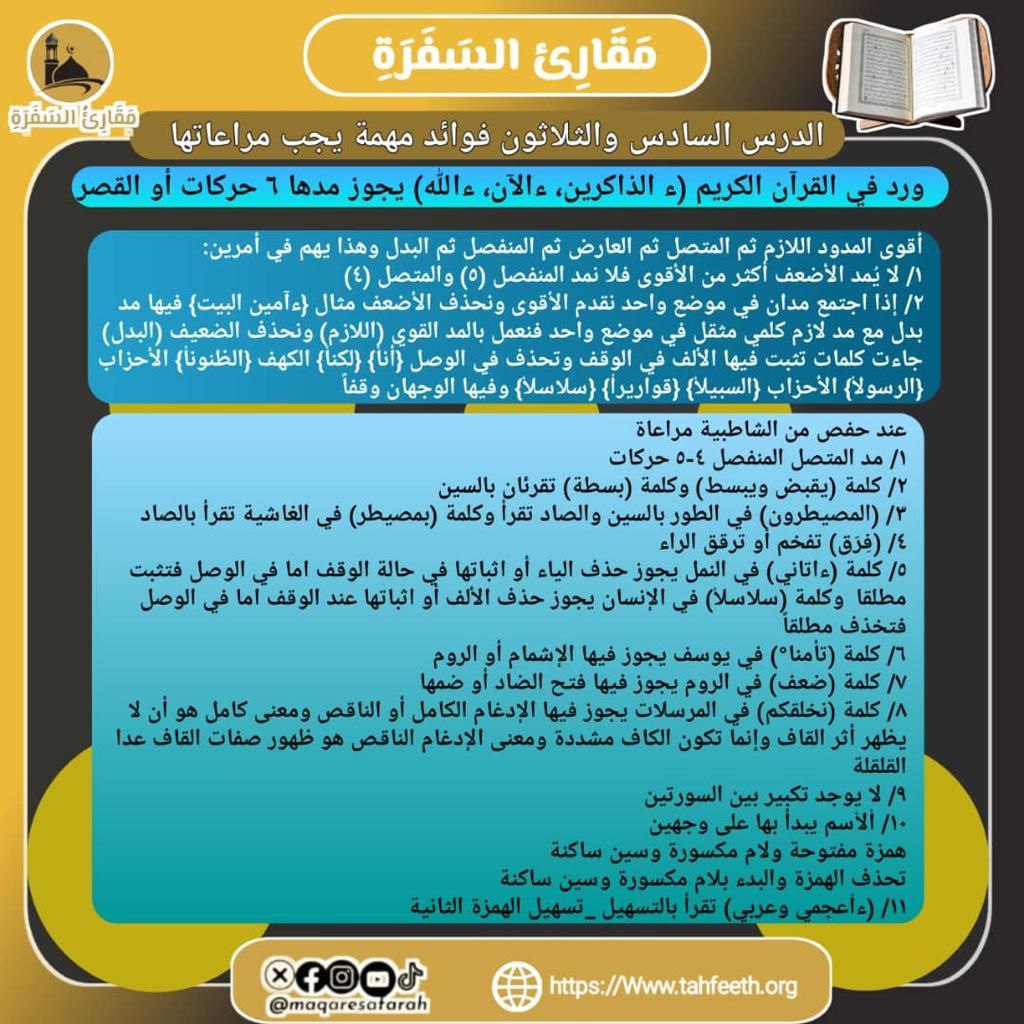 مَقَارِئ السَفَرَةِ
مَقَارِئُ السَّفَرَةِ
الدرس السادس والثلاثون فوائد مهمة يجب مراعاتها
ورد في القرآن الكريم (ء الذاكرين، ءالآن، ءالله) يجوز مدها ٦ حركات أو القصر
أقوى المدود اللازم ثم المتصل ثم العارض ثم المنفصل ثم البدل وهذا يهم في أمرين:
١/ لا يُمد الأضعف أكثر من الأقوى فلا نمد المنفصل (٥) والمتصل (٤)
٢/ إذا اجتمع مدان في موضع واحد نقدم الأقوى ونحذف الأضعف مثال {ءآمين البيت} فيها مد
بدل مع مد لازم كلمي مثقل في موضع واحد فنعمل بالمد القوي (اللازم) ونحذف الضعيف (البدل)
جاءت كلمات تثبت فيها الألف في الوقف وتحذف في الوصل {أناْ} {لكناْ} الكهف {الظنوناْ} الأحزاب
{الرسولاْ} الأحزاب {السبيلاْ} {قواريراْ} {سلاسلاْ} وفيها الوجهان وقفاً
عند حفص من الشاطبية مراعاة
١/ مد المتصل المنفصل ٤-٥ حركات
٢/ كلمة (يقبض ويبسط) وكلمة (بسطة) تقرئان بالسين
٣/ (المصيطرون) في الطور بالسين والصاد تقرأ وكلمة (بمصيطر) في الغاشية تقرأ بالصاد
٤/ (فِرَق) تفخم أو ترقق الراء
٥/ كلمة (ءاتاني) في النمل يجوز حذف الياء أو اثباتها في حالة الوقف اما في الوصل فتثبت
مطلقا وكلمة (سلاسلاْ) في الإنسان يجوز حذف الألف أو اثباتها عند الوقف اما في الوصل
فتخذف مطلقاً
٦/ كلمة (تأمنا°) في يوسف يجوز فيها الإشمام أو الروم
٧/ كلمة (ضعف) في الروم يجوز فيها فتح الضاد أو ضمها
٨/ كلمة (نخلقكم) في المرسلات يجوز فيها الإدغام الكامل أو الناقص ومعنى كامل هو أن لا
يظهر أثر القاف وإنما تكون الكاف مشددة ومعنى الإدغام الناقص هو ظهور صفات القاف عدا
القلقلة
٩/ لا يوجد تكبير بين السورتين
١٠/ ألأسم يبدأ بها على وجهين
همزة مفتوحة ولام مكسورة وسين ساكنة
تحذف الهمزة والبدء بلام مكسورة وسين ساكنة
١١/ (ءأعجمي وعربي) تقرأ بالتسهيل _تسهيل الهمزة الثانية
@maqaresafarah
https://Www.tahfeeth.org